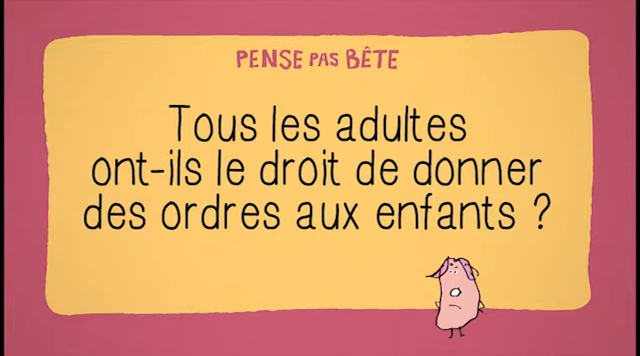 PENSE PAS BÊTE
Tous les adultes
ont-ils le droit de donner
des ordres aux enfants ?